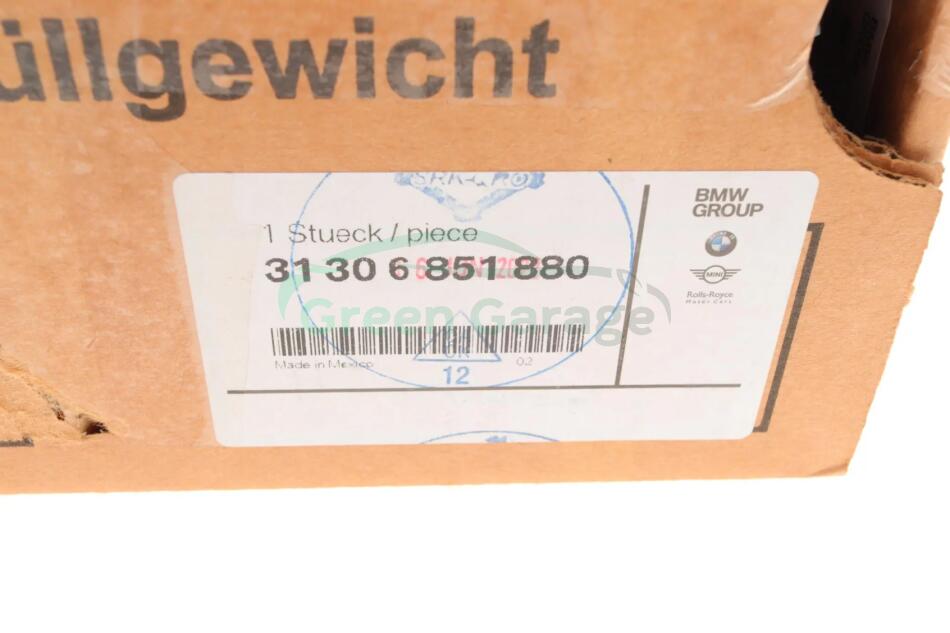 üllgewicht
BMW
GROUP
1 Stueck / piece
31 30 6 851 880
MINI
Rolls-Royce
Motor Cars
Green Garage
Made in Mexico
02
12